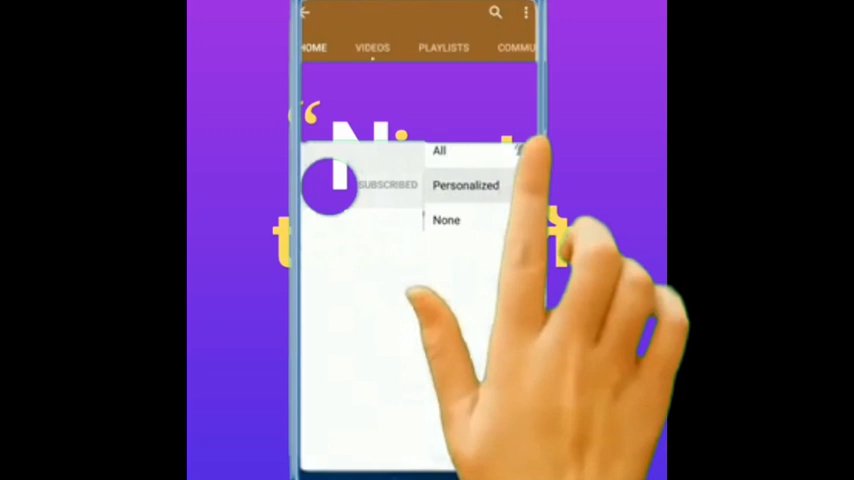 HOME VIDEOS PLAYLISTS COMMU
“
All
SUBSCRIBED Personalized
None